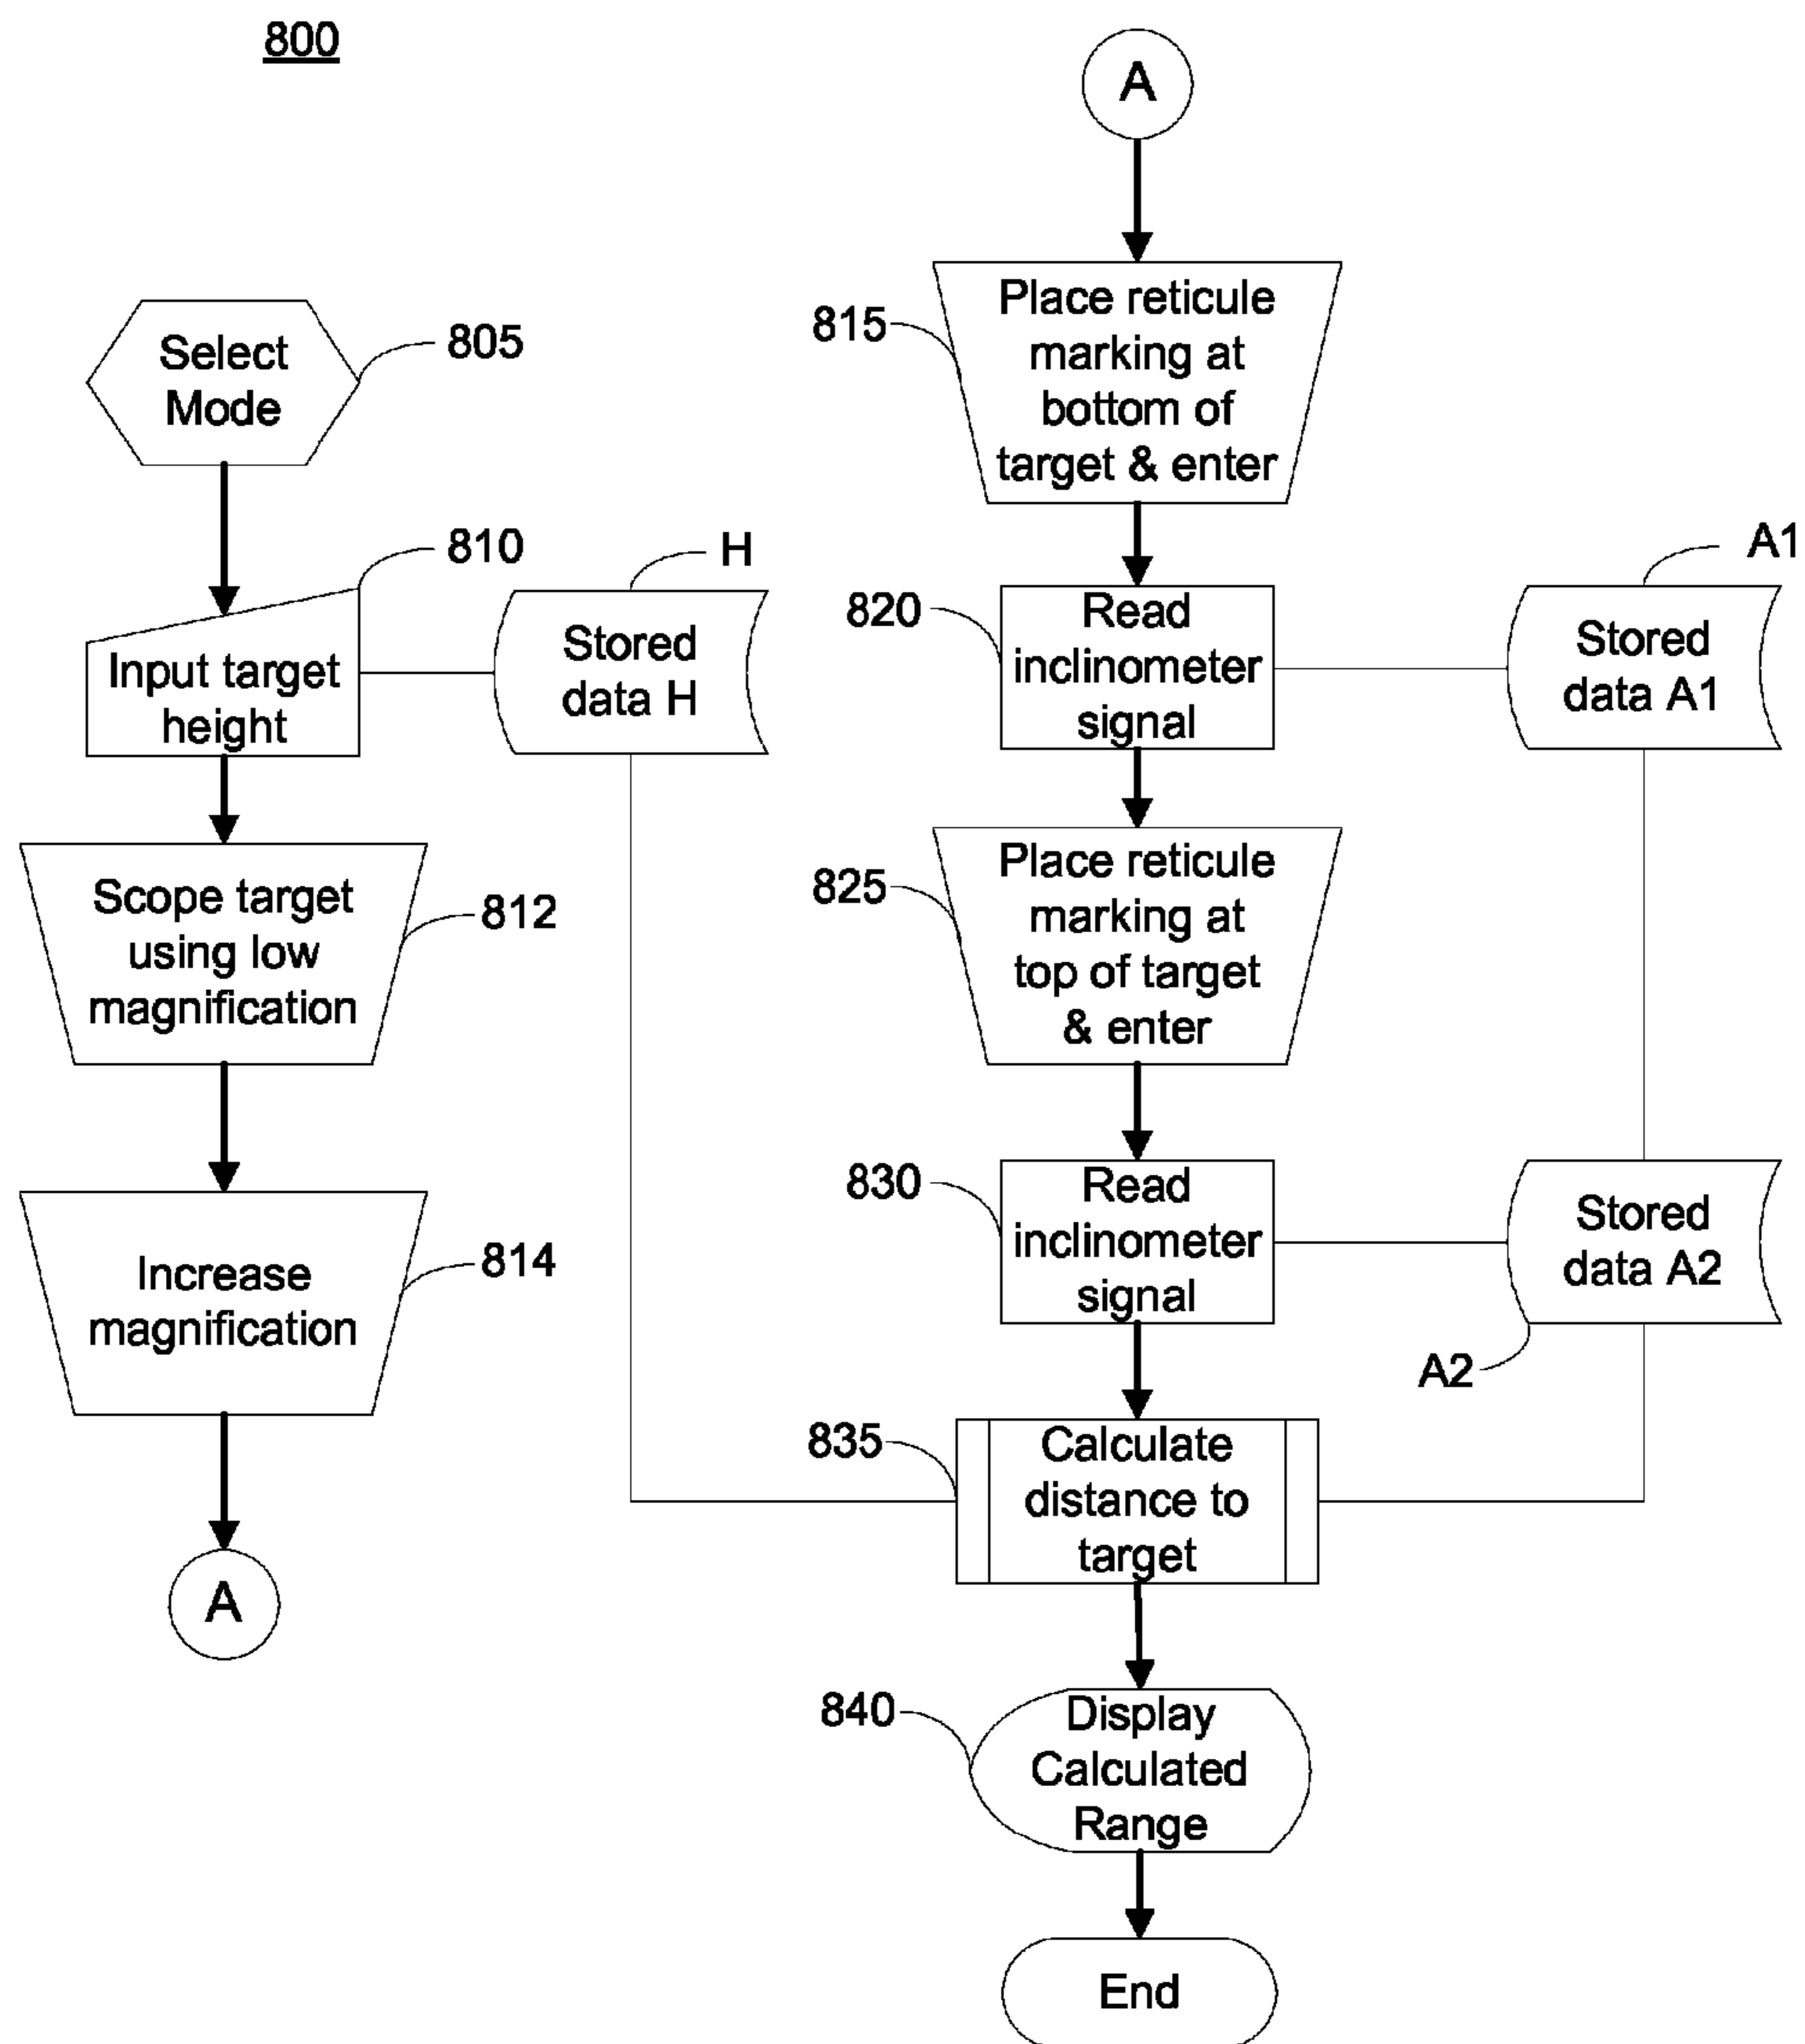 800
Select
Mode
805
810
Input target
height
H
Stored
data H
Scope target
using low
magnification
812
Increase
magnification
814
A
A
815
Place reticule
marking at
bottom of
target & enter
820
Read
inclinometer
signal
A1
Stored
data A1
825
Place reticule
marking at
top of target
& enter
830
Read
inclinometer
signal
Stored
data A2
A2
835
Calculate
distance to
target
840
Display
Calculated
Range
End